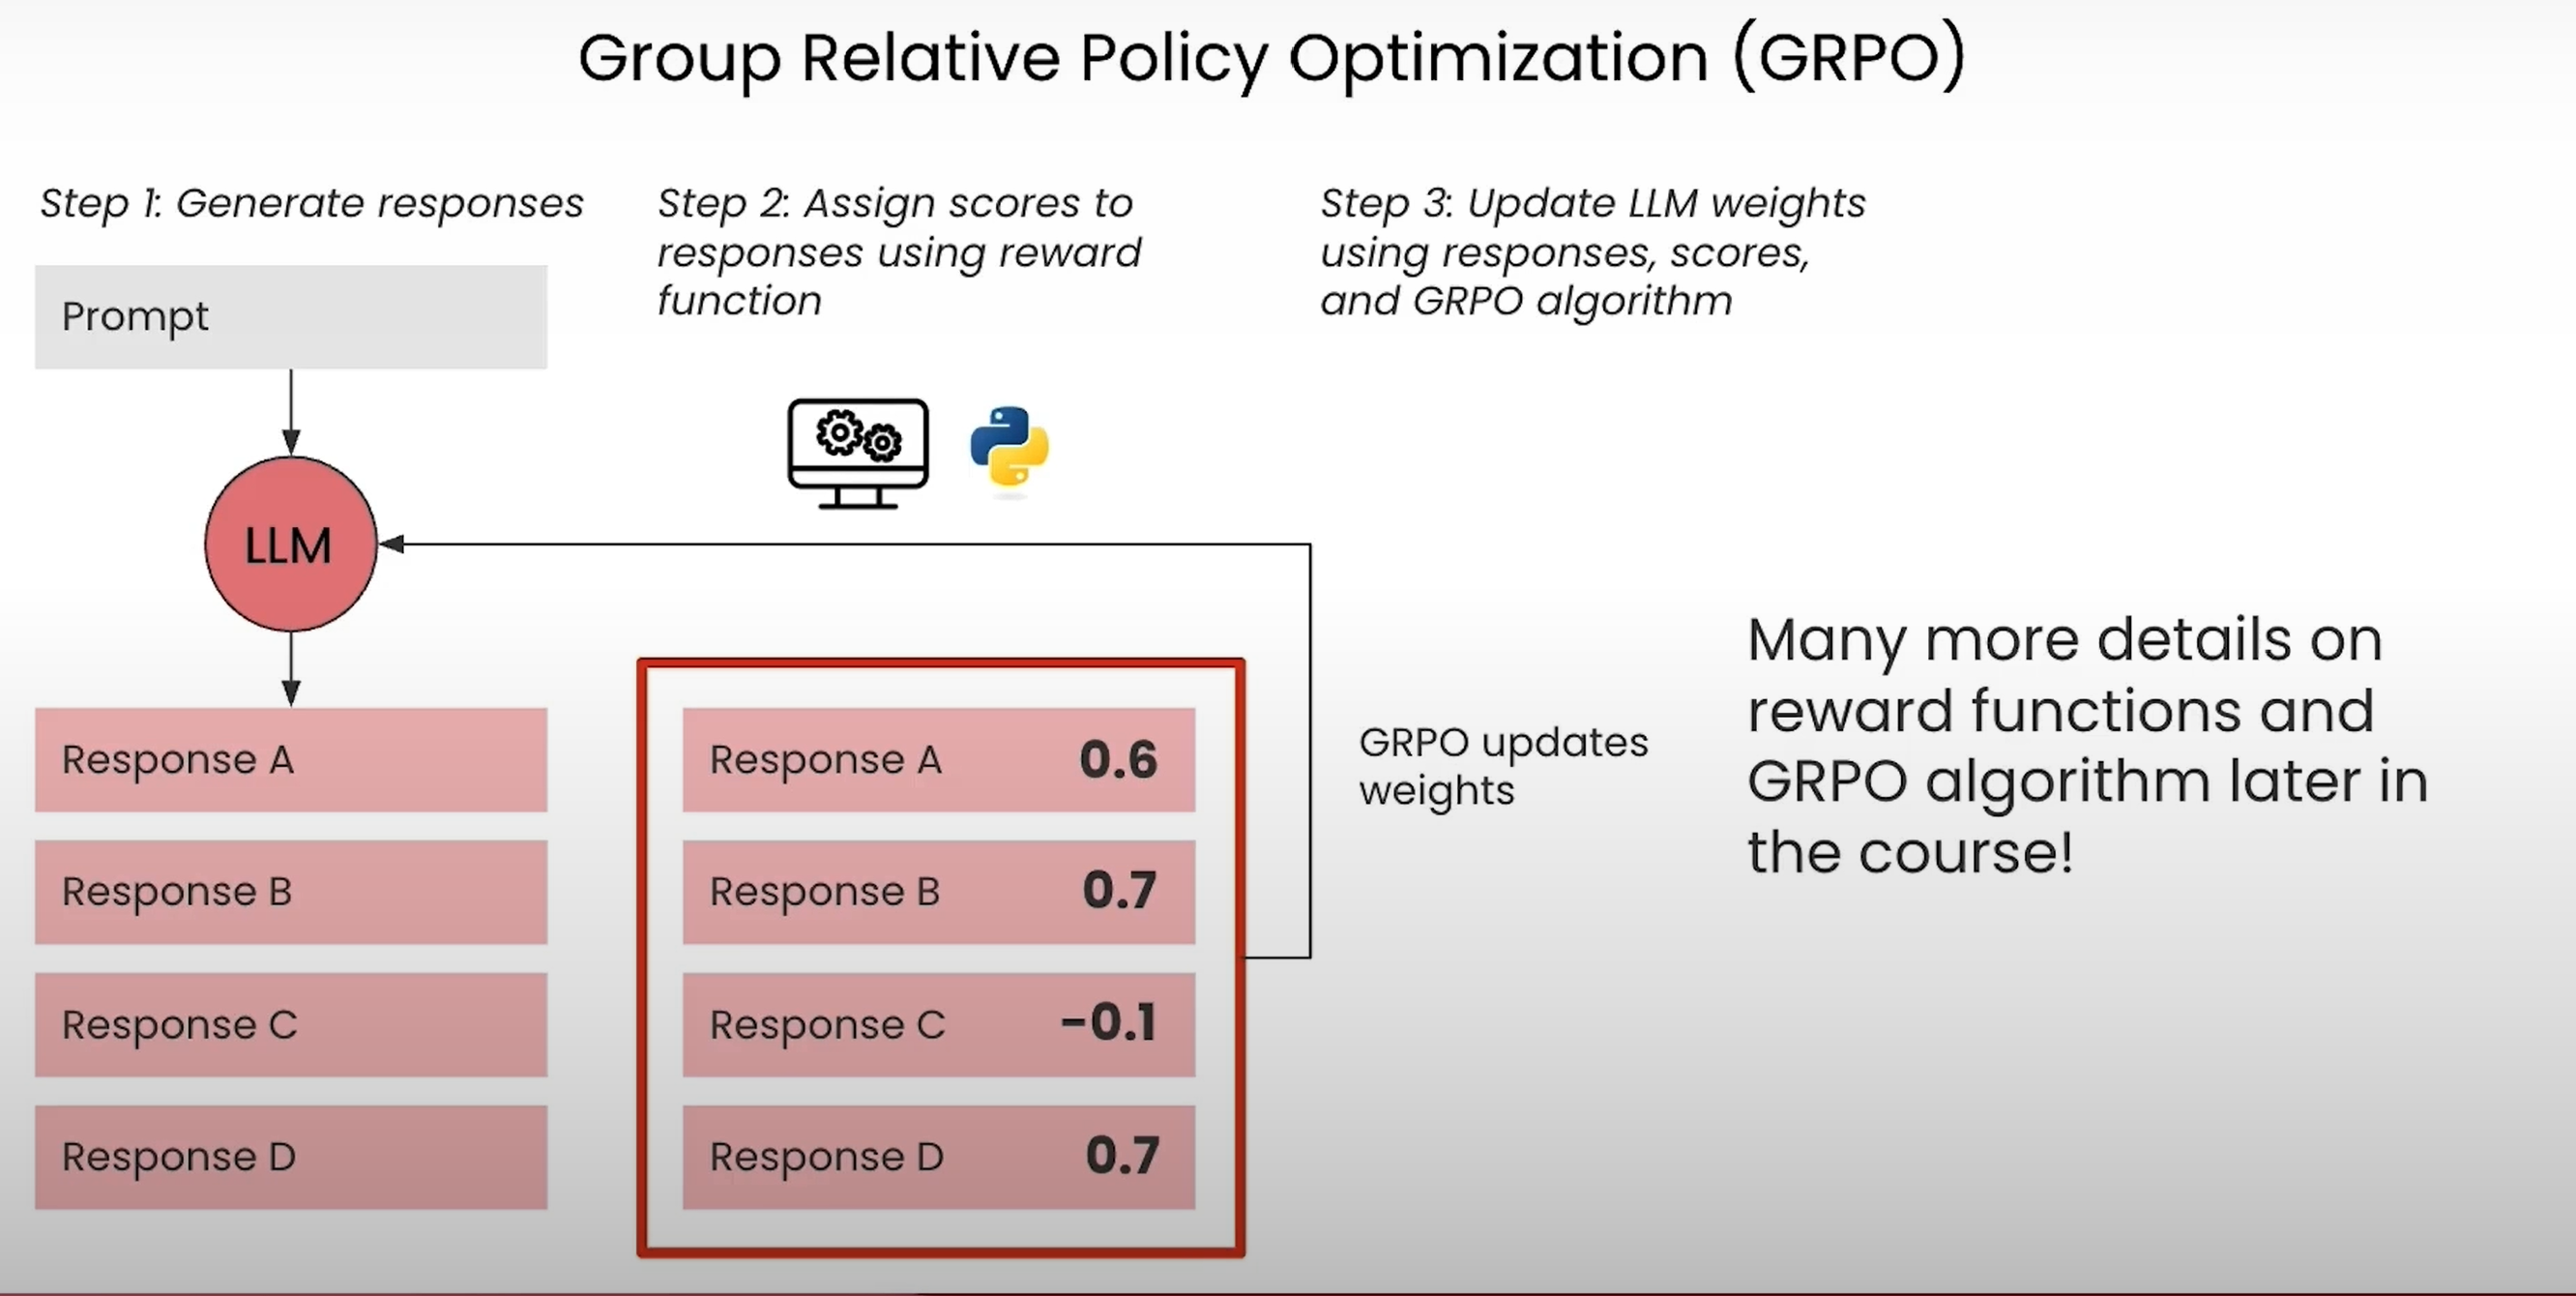 Group Relative Policy Optimization (GRPO)
Step 1: Generate responses
Step 2: Assign scores to
responses using reward
function
Step 3: Update LLM weights
using responses, scores,
and GRPO algorithm
Prompt
LLM
Response A
Response B
Response C
Response D
Response A 0.6
Response B 0.7
Response C -0.1
Response D 0.7
GRPO updates
weights
Many more details on
reward functions and
GRPO algorithm later in
the course!